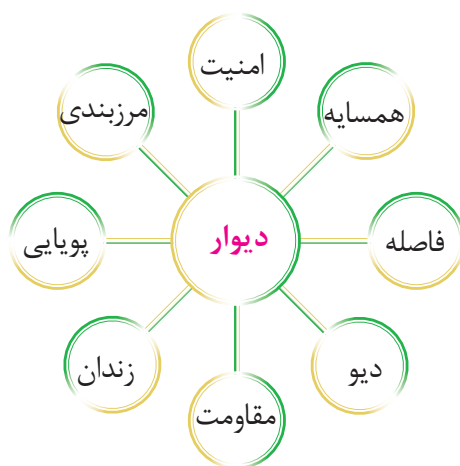 امنیت
همسایه
مرزبندی
دیوار
فاصله
پویایی
دیو
زندان
مقاومت